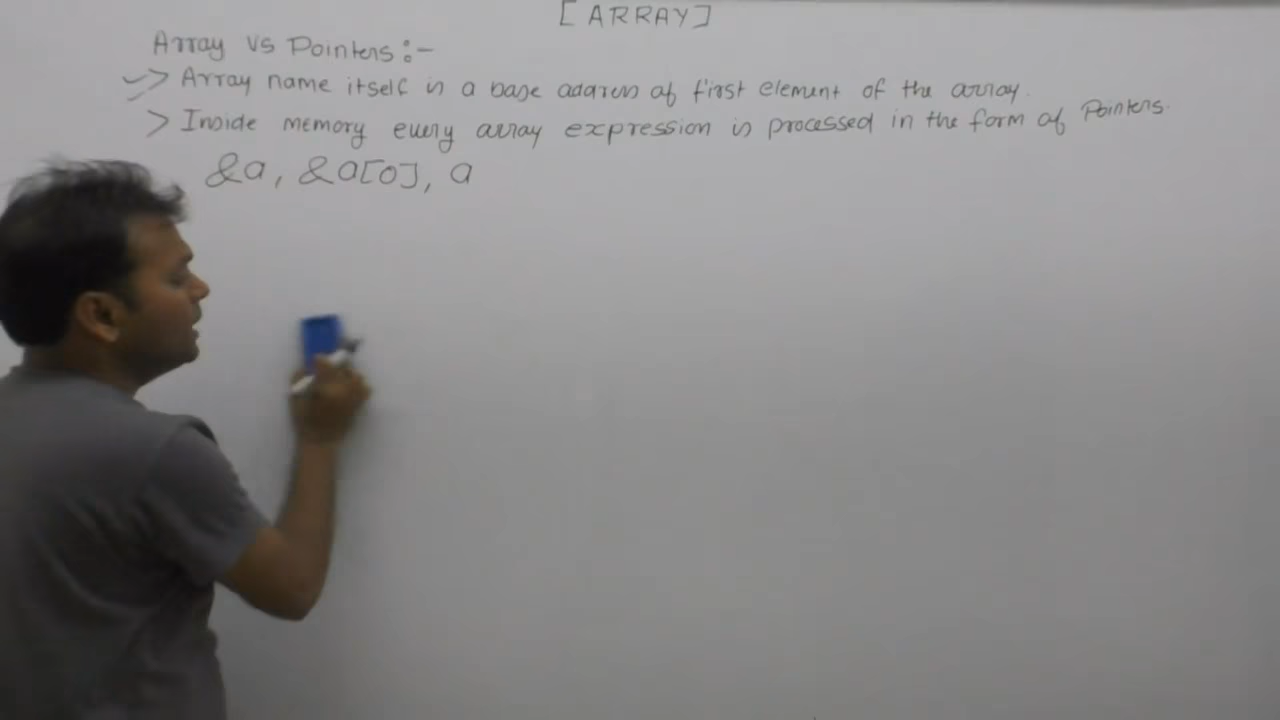 [ARRAY]
Array vs Pointers:-
> Array name itself is a base address of first element of the array.
> Inside memory every array expression is processed in the form of Pointers.
&a, &a[0], a